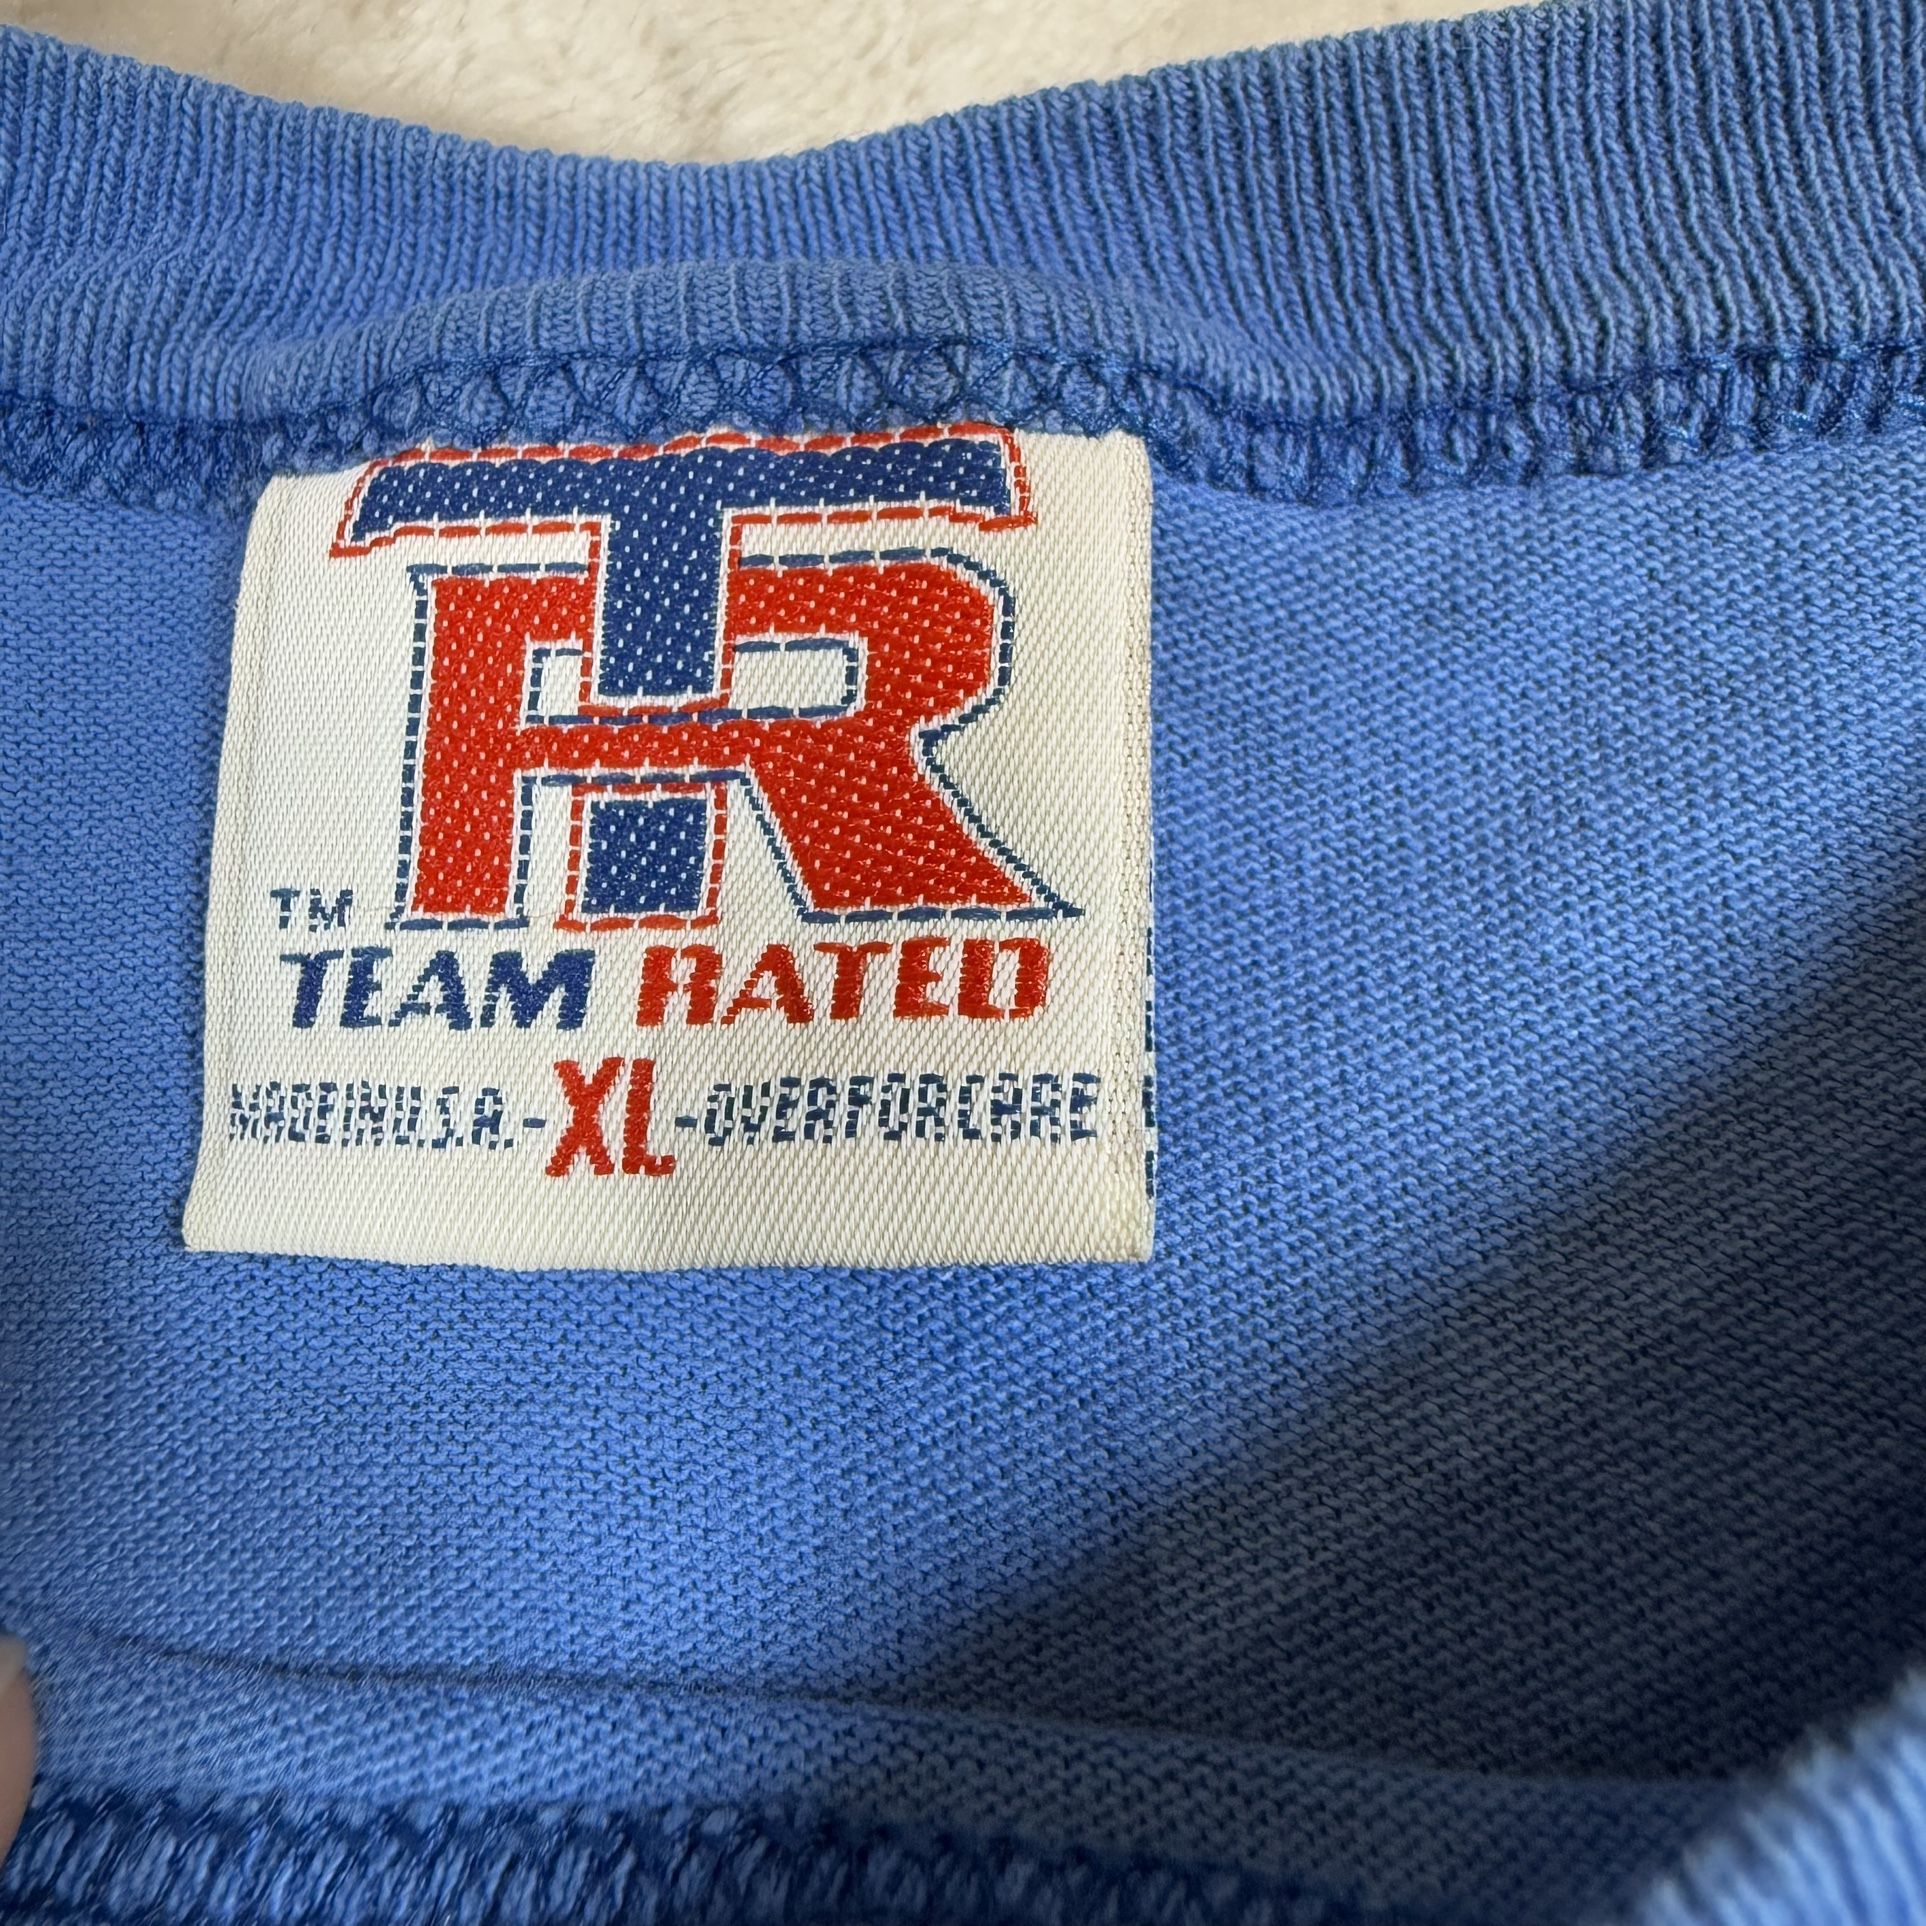 TR
TM
TEAM RATED
MADE IN U.S.A. - XL - OVER FOR CARE